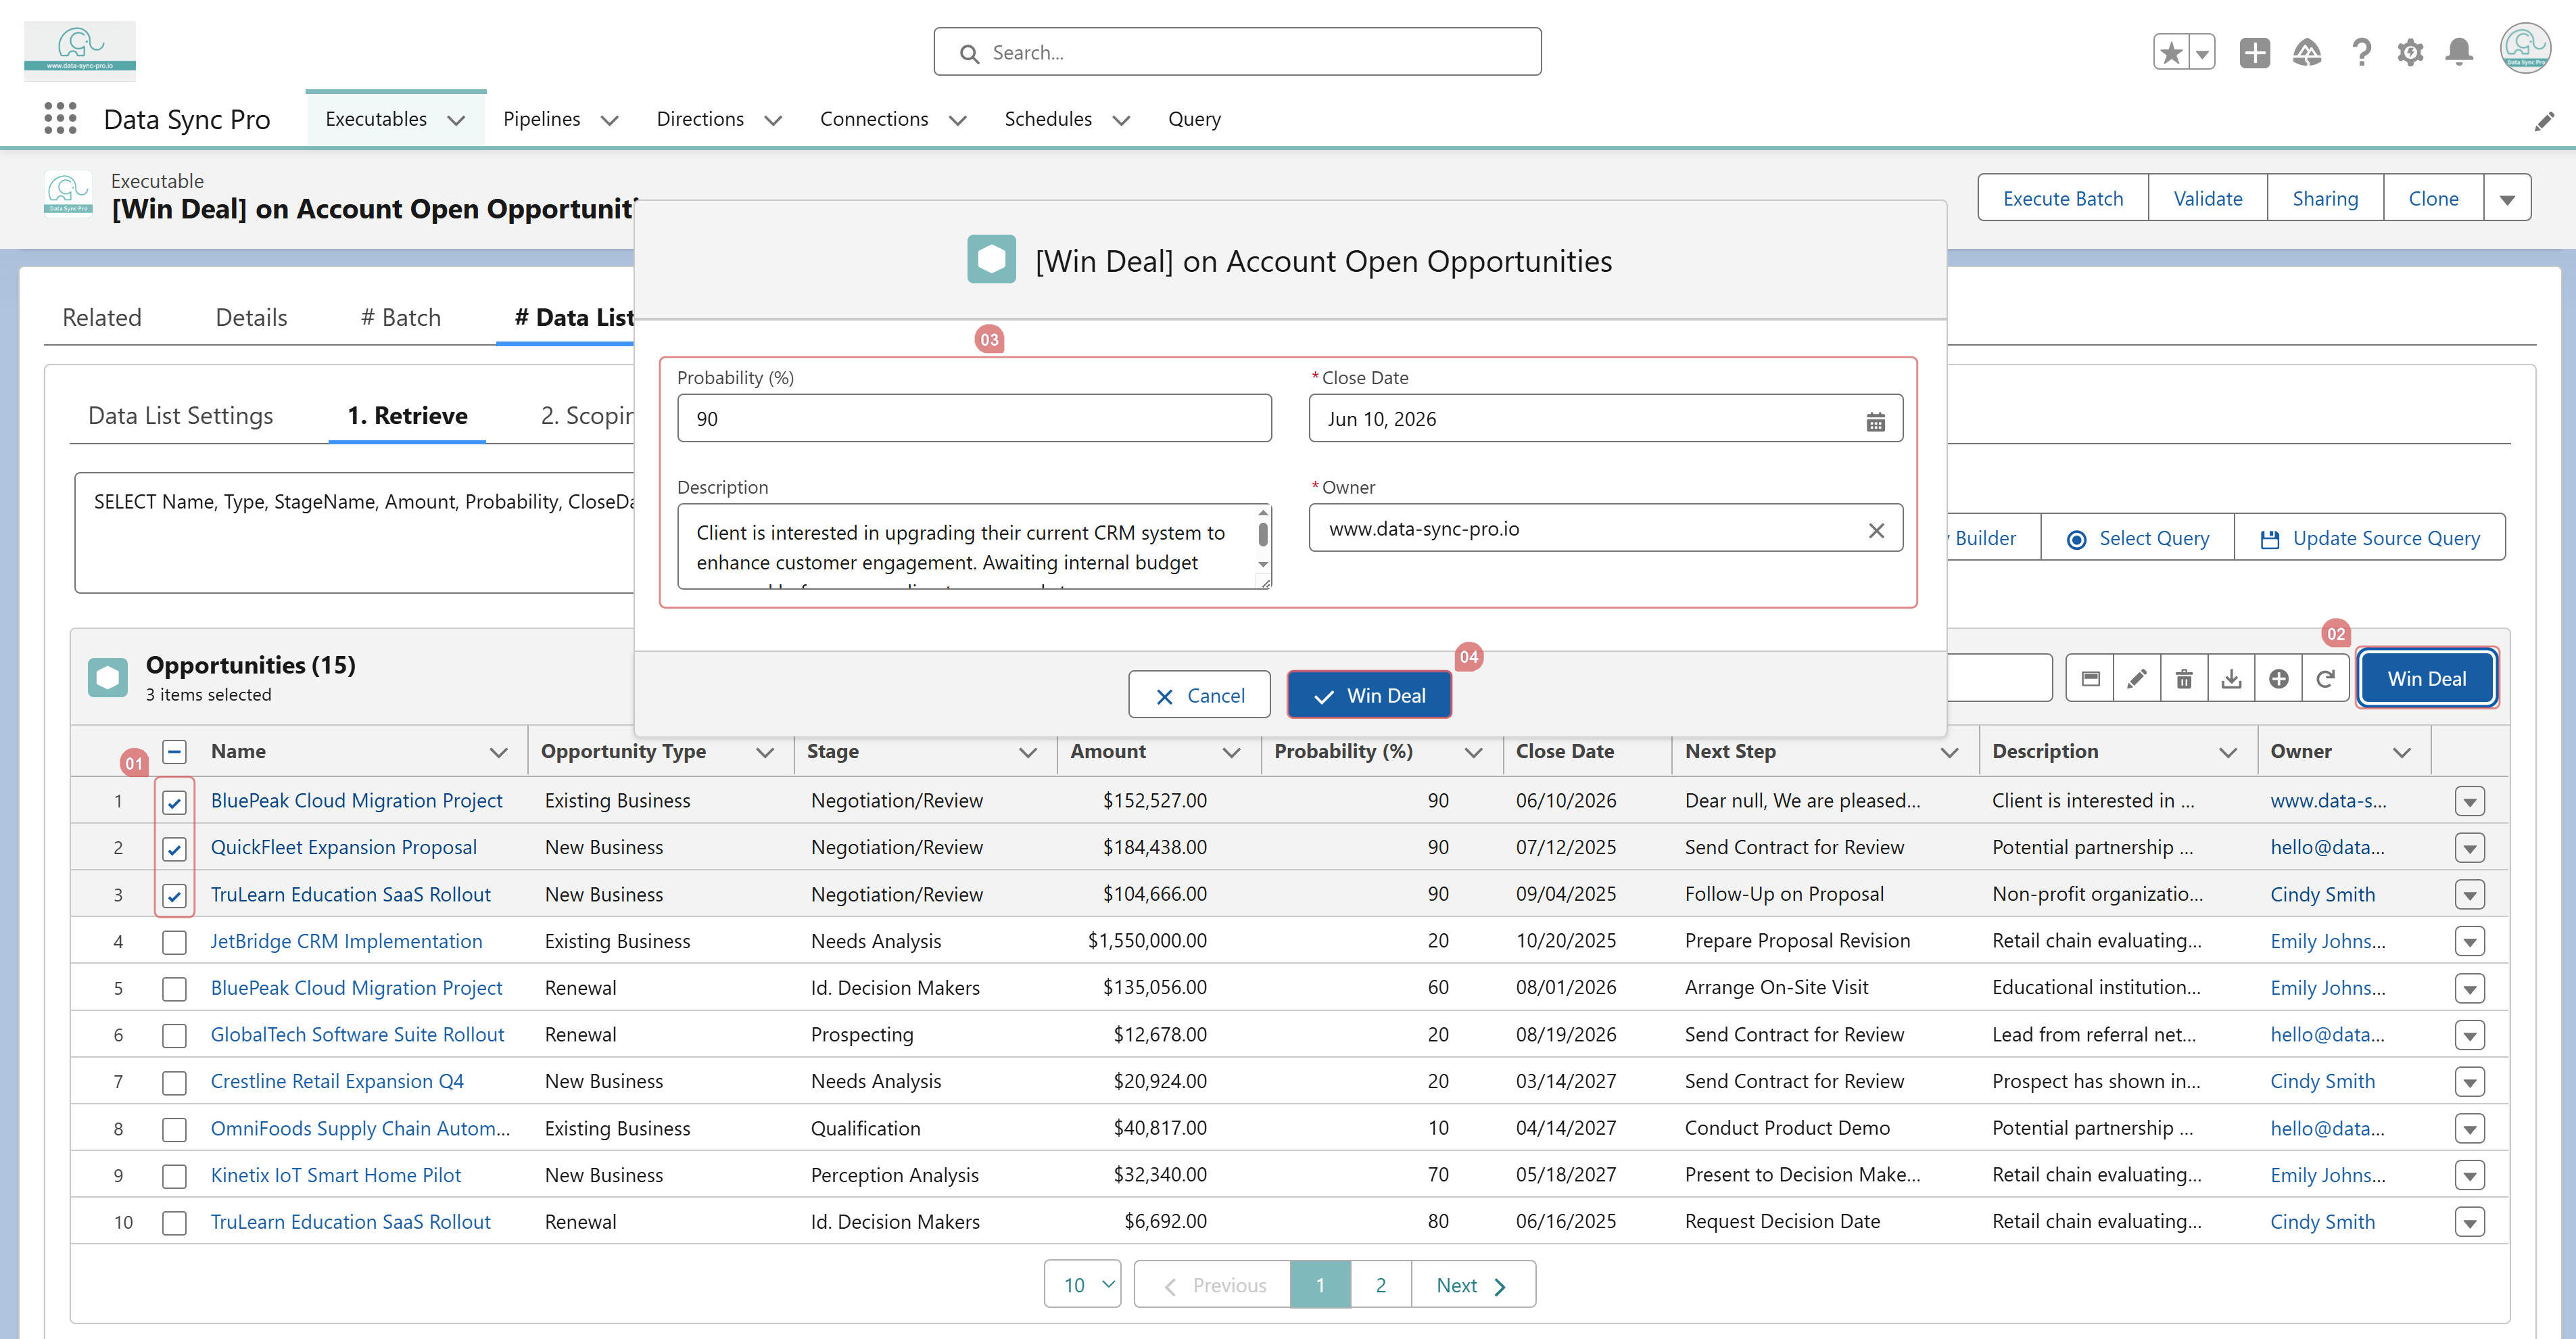 www.data-sync-pro.io
Search...
Data Sync Pro
Data Sync Pro
Executables
Pipelines
Directions
Connections
Schedules
Query
Data Sync Pro
Executable
[Win Deal] on Account Open Opportuniti
Execute Batch
Validate
Sharing
Clone
[Win Deal] on Account Open Opportunities
Related
Details
# Batch
# Data List
03
Probability (%)
90
* Close Date
Jun 10, 2026
Data List Settings
1. Retrieve
2. Scopin
Description
Client is interested in upgrading their current CRM system to
enhance customer engagement. Awaiting internal budget
* Owner
www.data-sync-pro.io
SELECT Name, Type, StageName, Amount, Probability, CloseDa
Builder
Select Query
Update Source Query
02
04
Opportunities (15)
3 items selected
Cancel
Win Deal
Win Deal
01
Name
Opportunity Type
Stage
Amount
Probability (%)
Close Date
Next Step
Description
Owner
1 BluePeak Cloud Migration Project Existing Business Negotiation/Review $152,527.00 90 06/10/2026 Dear null, We are pleased... Client is interested in ... www.data-s...
2 QuickFleet Expansion Proposal New Business Negotiation/Review $184,438.00 90 07/12/2025 Send Contract for Review Potential partnership ... hello@data...
3 TruLearn Education SaaS Rollout New Business Negotiation/Review $104,666.00 90 09/04/2025 Follow-Up on Proposal Non-profit organizatio... Cindy Smith
4 JetBridge CRM Implementation Existing Business Needs Analysis $1,550,000.00 20 10/20/2025 Prepare Proposal Revision Retail chain evaluating... Emily Johns...
5 BluePeak Cloud Migration Project Renewal Id. Decision Makers $135,056.00 60 08/01/2026 Arrange On-Site Visit Educational institution... Emily Johns...
6 GlobalTech Software Suite Rollout Renewal Prospecting $12,678.00 20 08/19/2026 Send Contract for Review Lead from referral net... hello@data...
7 Crestline Retail Expansion Q4 New Business Needs Analysis $20,924.00 20 03/14/2027 Send Contract for Review Prospect has shown in... Cindy Smith
8 OmniFoods Supply Chain Autom... Existing Business Qualification $40,817.00 10 04/14/2027 Conduct Product Demo Potential partnership ... hello@data...
9 Kinetix IoT Smart Home Pilot New Business Perception Analysis $32,340.00 70 05/18/2027 Present to Decision Make... Retail chain evaluating... Emily Johns...
10 TruLearn Education SaaS Rollout Renewal Id. Decision Makers $6,692.00 80 06/16/2025 Request Decision Date Retail chain evaluating... Cindy Smith
10
Previous
1
2
Next